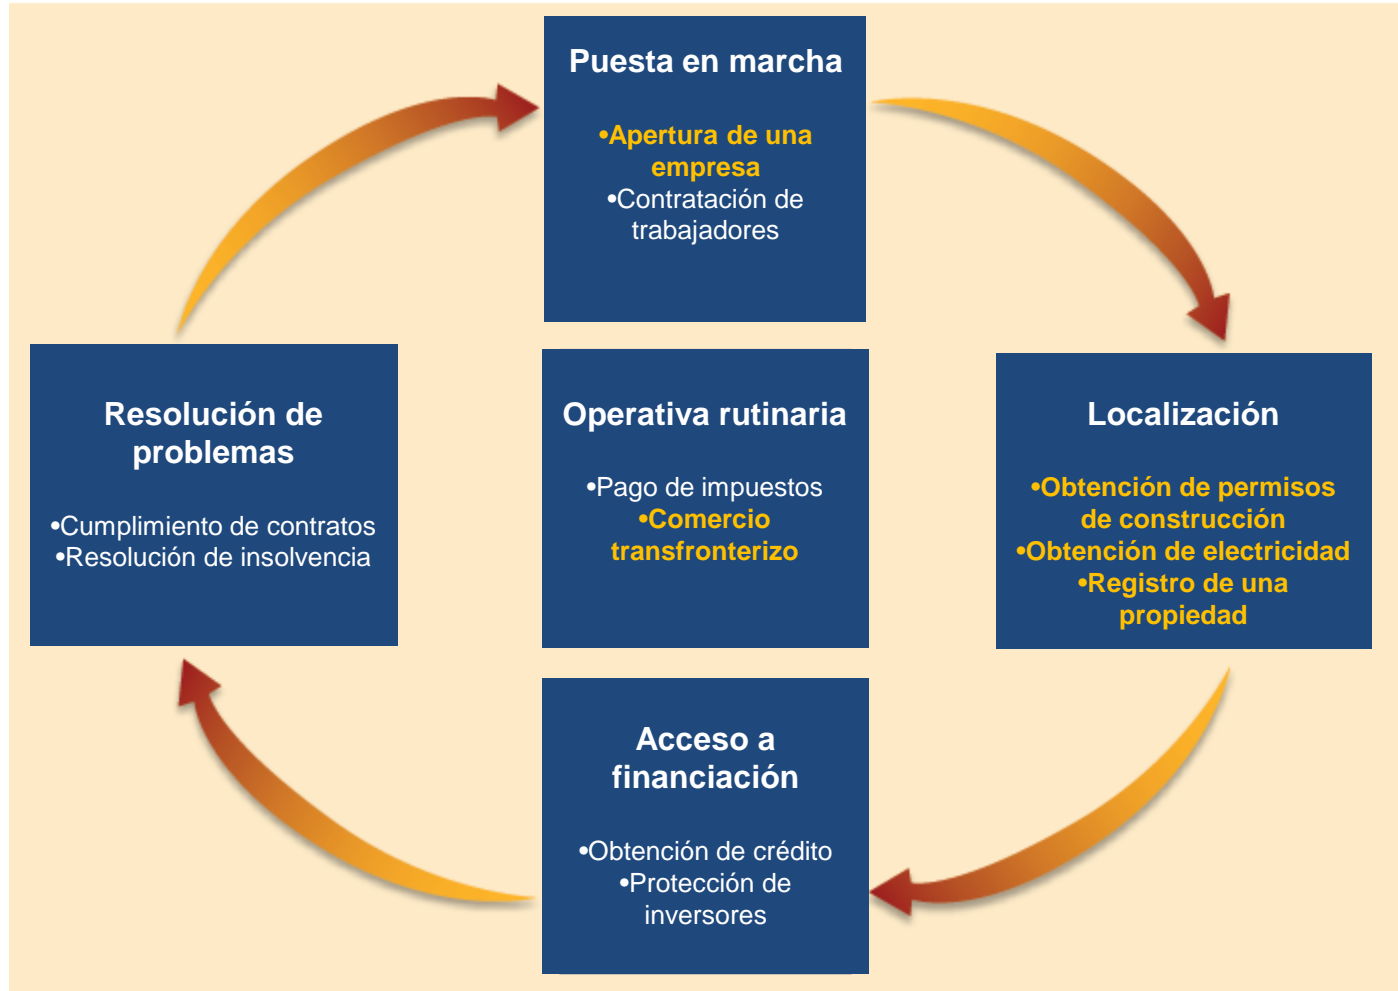 Puesta en marcha
•Apertura de una
empresa
•Contratación de
trabajadores
Resolución de
problemas
•Cumplimiento de contratos
•Resolución de insolvencia
Operativa rutinaria
•Pago de impuestos
•Comercio
transfronterizo
Localización
•Obtención de permisos
de construcción
•Obtención de electricidad
•Registro de una
propiedad
Acceso a
financiación
•Obtención de crédito
•Protección de
inversores